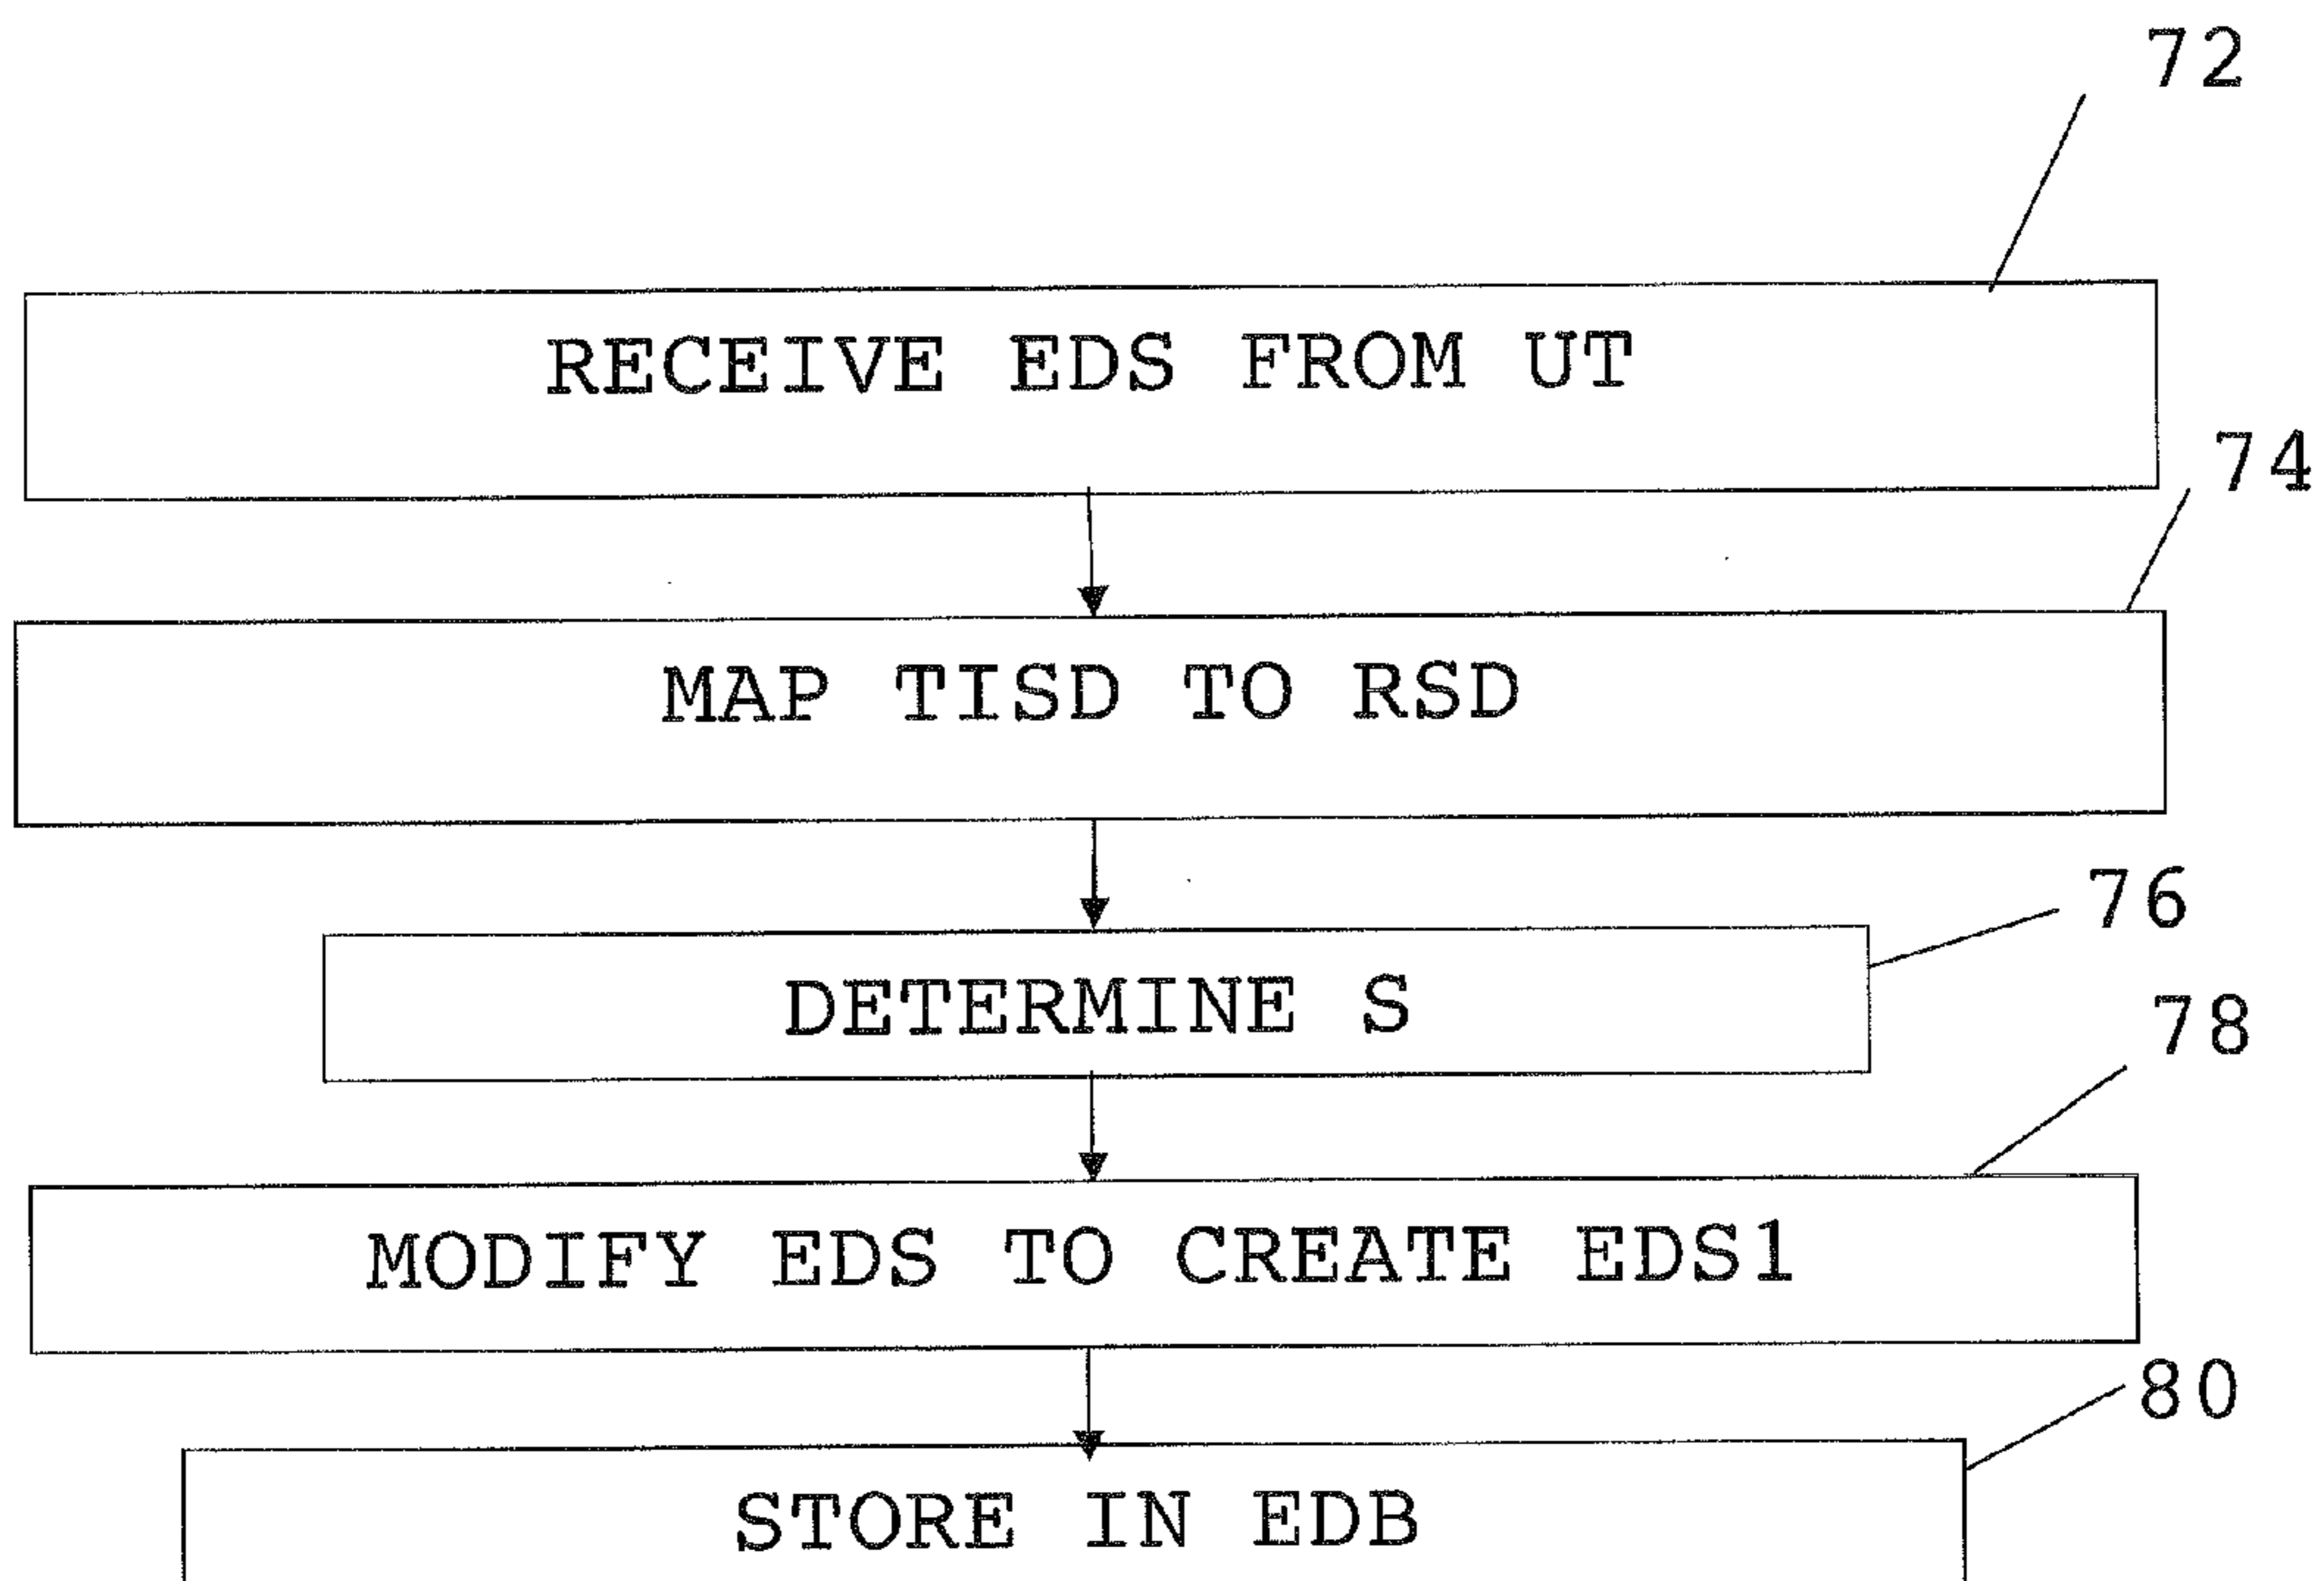 72
RECEIVE EDS FROM UT
74
MAP TISD TO RSD
76
DETERMINE S
78
MODIFY EDS TO CREATE EDS1
80
STORE IN EDB